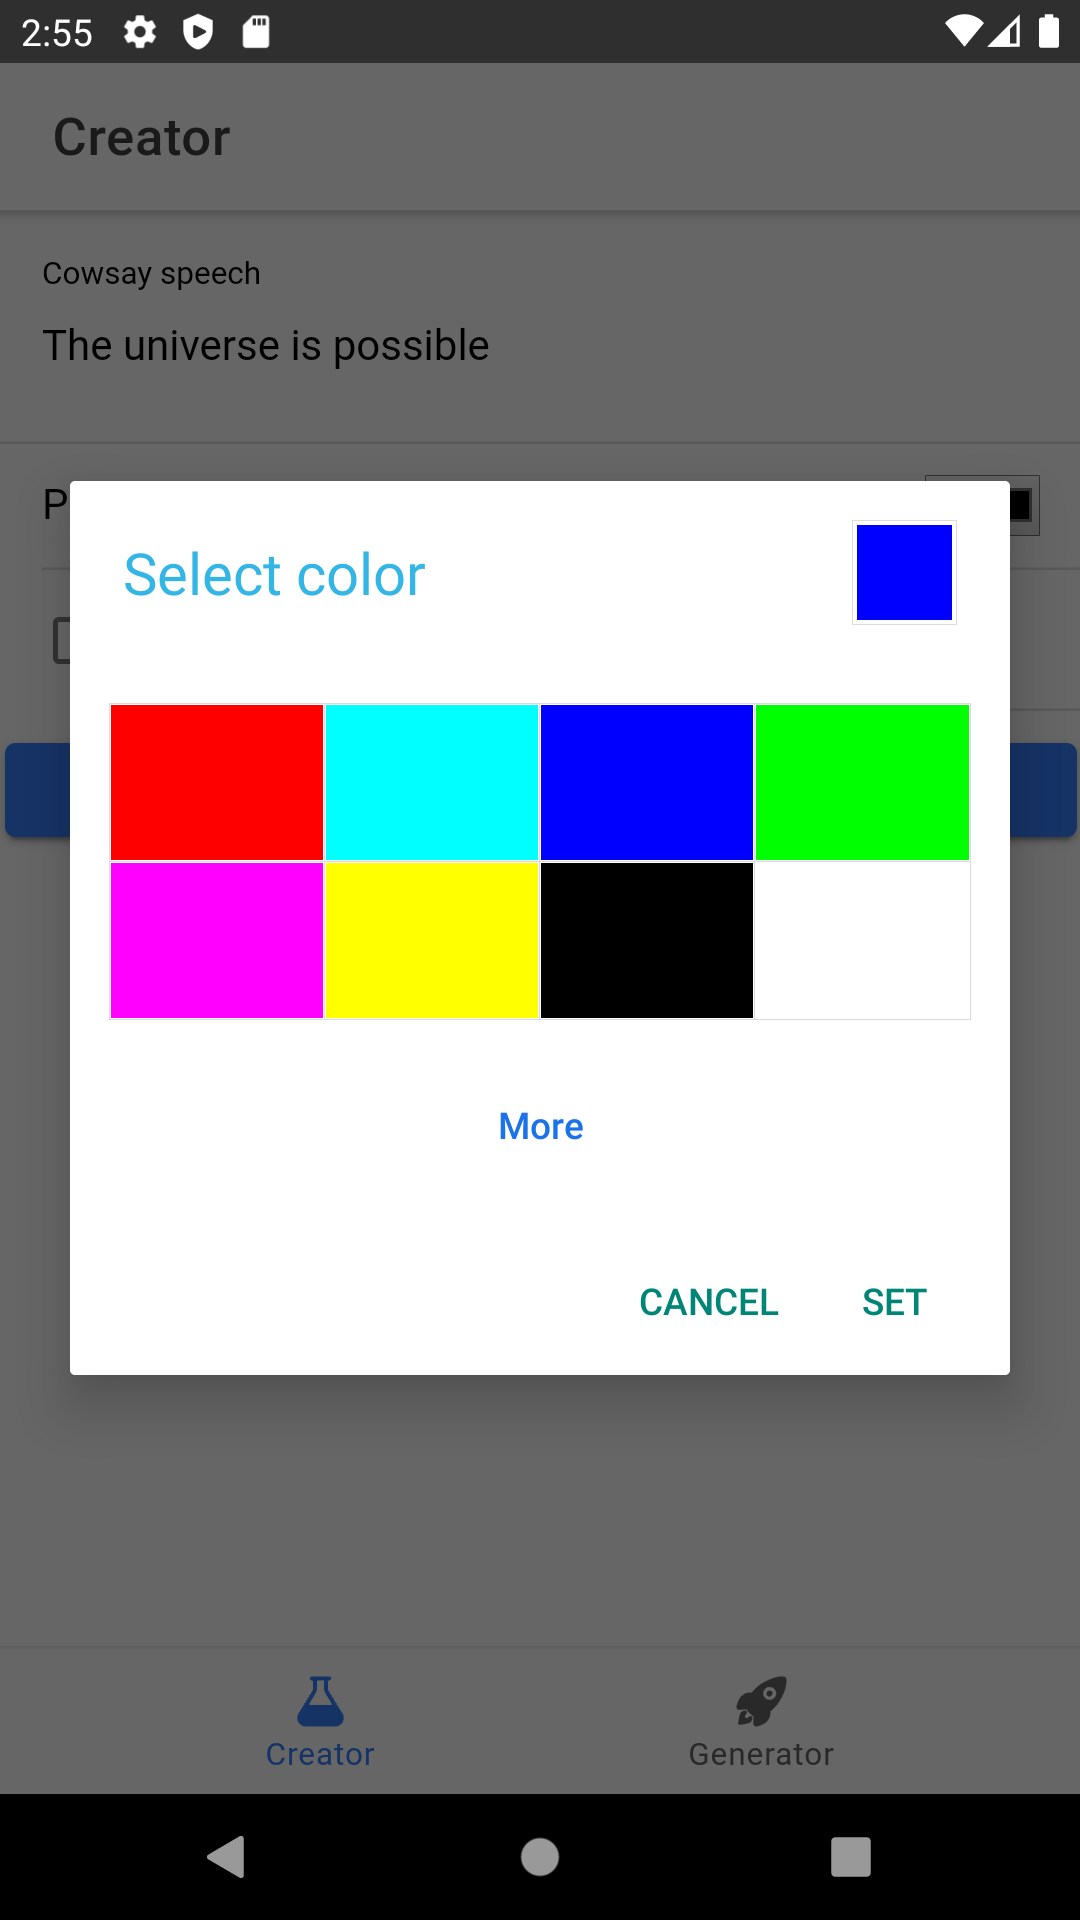 2:55
Creator
Cowsay speech
The universe is possible
P
Select color
More
CANCEL
SET
Creator
Generator